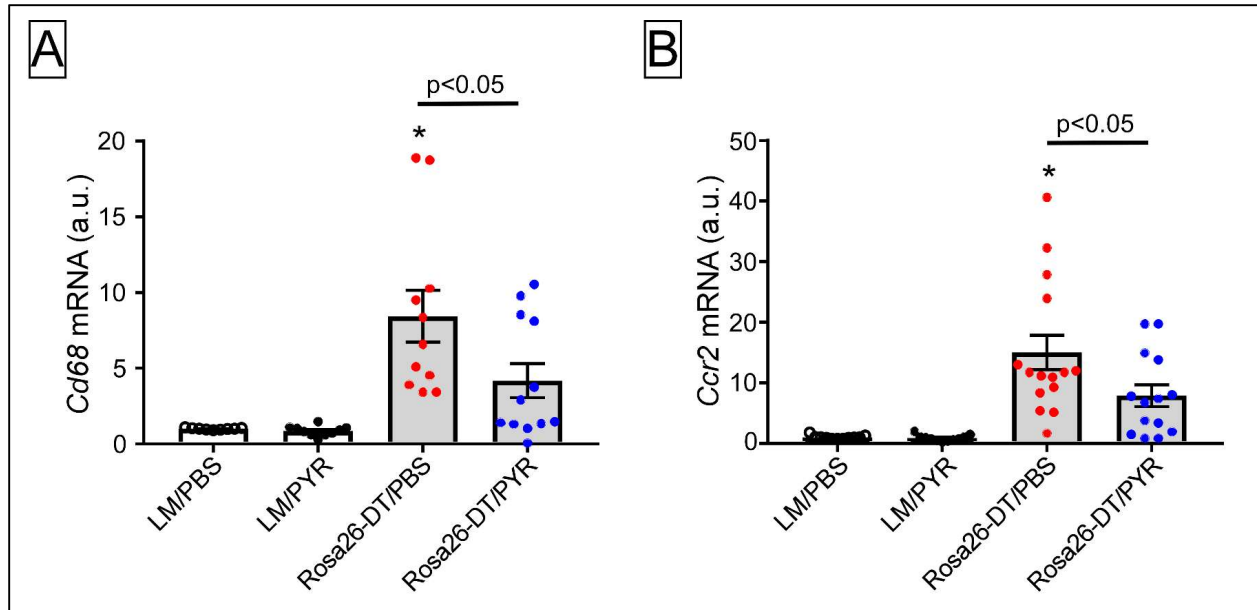 A
p<0.05
*
20
15
10
5
0
Cd68 mRNA (a.u.)
LM/PBS
LM/PYR
Rosa26-DT/PBS
Rosa26-DT/PYR
B
p<0.05
*
50
40
30
20
10
0
Ccr2 mRNA (a.u.)
LM/PBS
LM/PYR
Rosa26-DT/PBS
Rosa26-DT/PYR